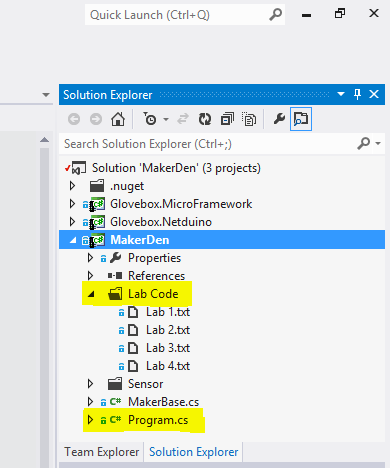 Quick Launch (Ctrl+Q)
Solution Explorer
Search Solution Explorer (Ctrl+;)
Solution 'MakerDen' (3 projects)
.nuget
C# Glovebox.MicroFramework
C# Glovebox.Netduino
C# MakerDen
Properties
References
Lab Code
Lab 1.txt
Lab 2.txt
Lab 3.txt
Lab 4.txt
Sensor
C# MakerBase.cs
C# Program.cs
Team Explorer Solution Explorer